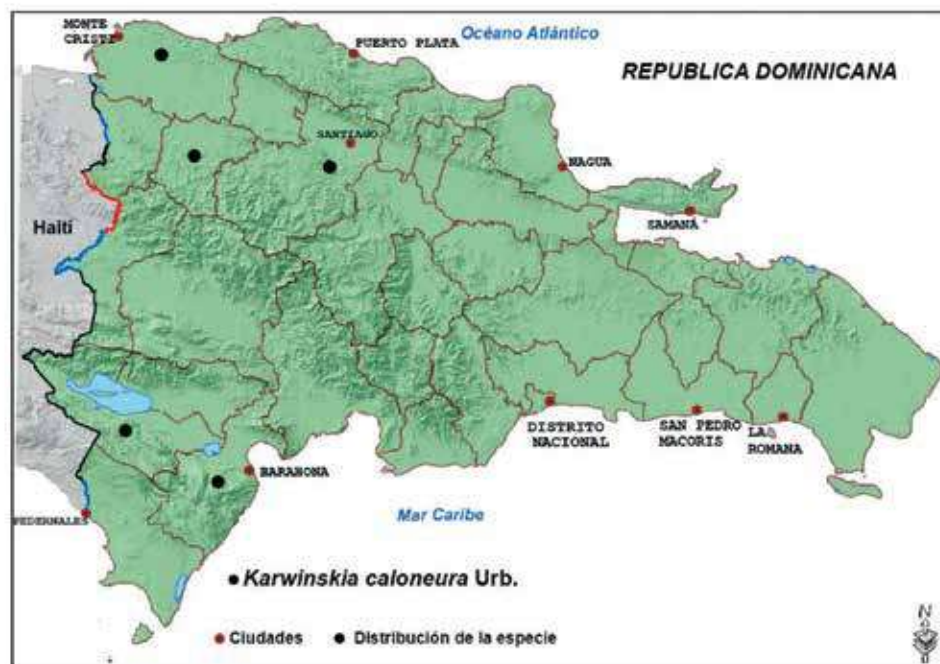 MONTE
CRISTI
Océano Atlántico
PUERTO PLATA
REPUBLICA DOMINICANA
SANTIAGO
NAGUA
SAMANÁ
Haití
DISTRITO
NACIONAL
SAN PEDRO
MACORIS
LA
ROMANA
BARAHONA
PEDERNALES
Mar Caribe
Karwinskia caloneura Urb.
Ciudades
Distribución de la especie
N